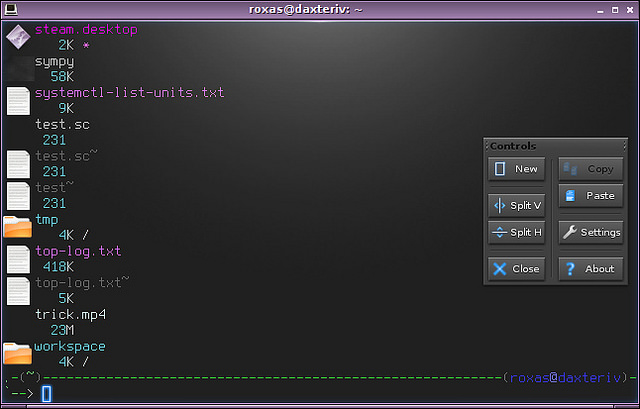 roxas@daxteriv: ~
steam.desktop
2K *
sympy
58K
systemctl-list-units.txt
9K
test.sc
231
test.sc~
231
test~
231
tmp
4K /
top-log.txt
418K
top-log.txt~
5K
trick.mp4
23M
workspace
4K /
-(~)----------------------------------------------------------(roxas@daxteriv)-
-->
Controls
New
Copy
Split V
Paste
Split H
Settings
Close
About